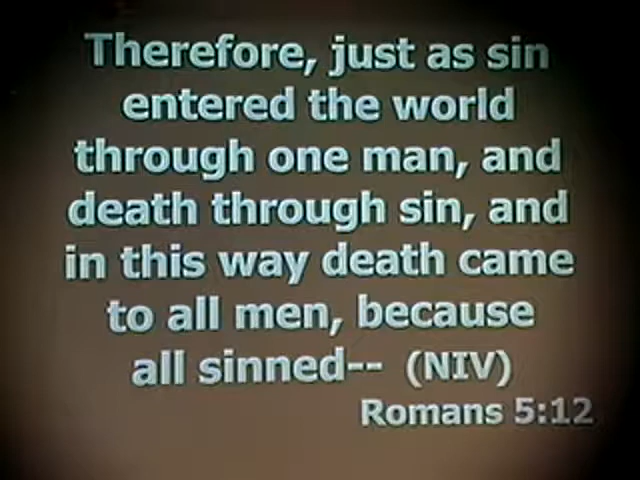 Therefore, just as sin
entered the world
through one man, and
death through sin, and
in this way death came
to all men, because
all sinned-- (NIV)
Romans 5:12